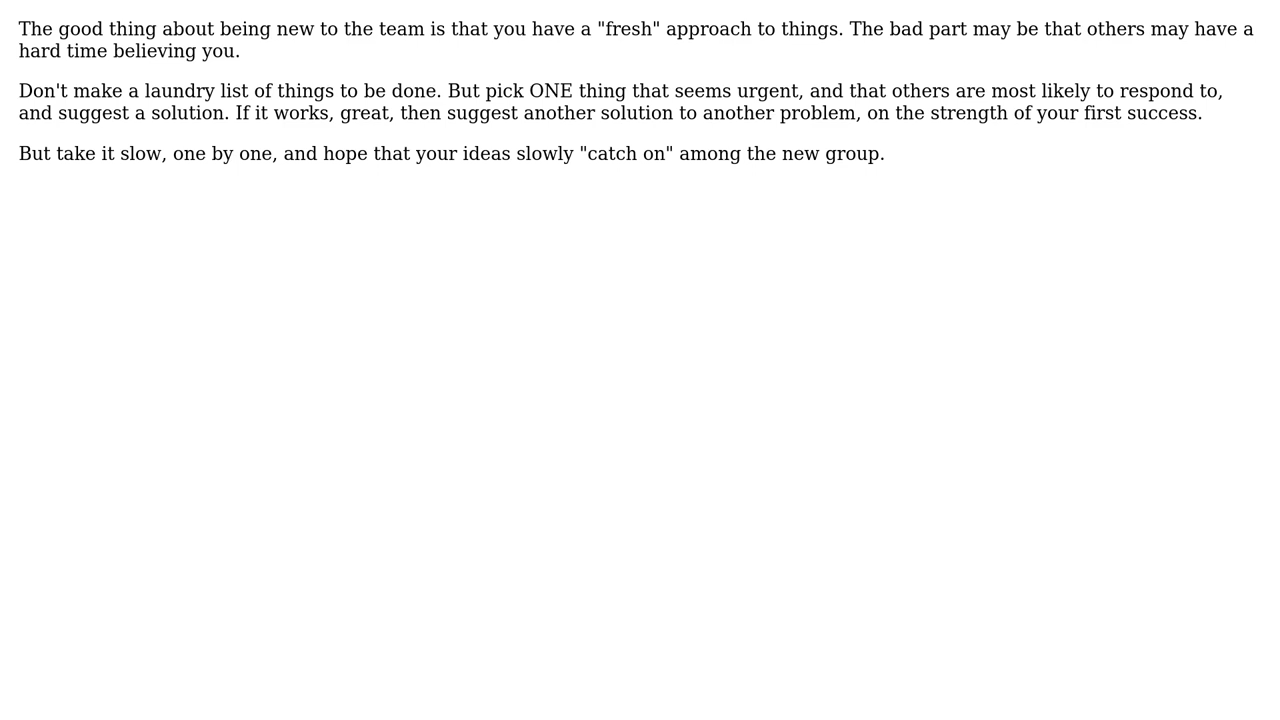 The good thing about being new to the team is that you have a "fresh" approach to things. The bad part may be that others may have a
hard time believing you.
Don't make a laundry list of things to be done. But pick ONE thing that seems urgent, and that others are most likely to respond to,
and suggest a solution. If it works, great, then suggest another solution to another problem, on the strength of your first success.
But take it slow, one by one, and hope that your ideas slowly "catch on" among the new group.